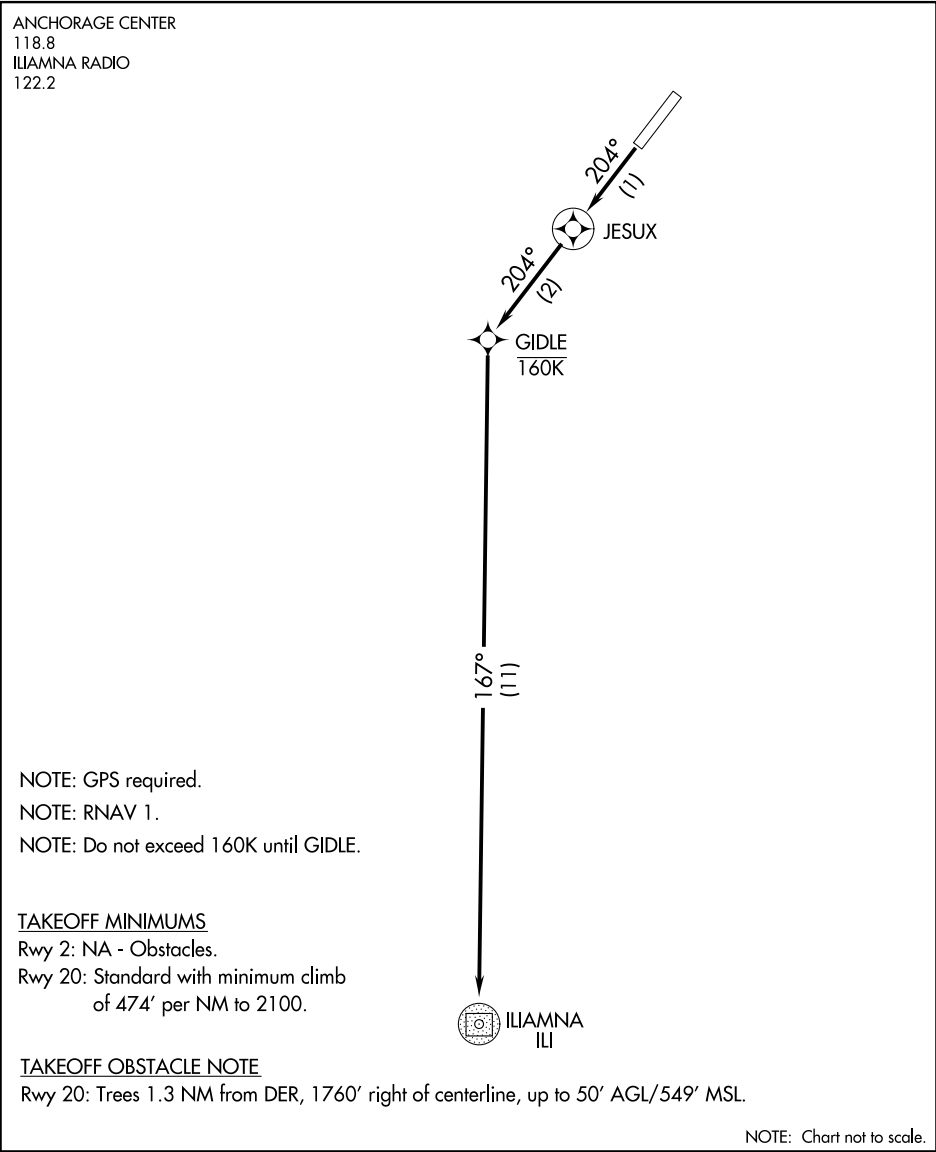 ANCHORAGE CENTER
118.8
ILIAMNA RADIO
122.2
204°
(1)
JESUX
204°
(2)
GIDLE
160K
167°
(11)
NOTE: GPS required.
NOTE: RNAV 1.
NOTE: Do not exceed 160K until GIDLE.
TAKEOFF MINIMUMS
Rwy 2: NA - Obstacles.
Rwy 20: Standard with minimum climb
of 474' per NM to 2100.
ILIAMNA
ILI
TAKEOFF OBSTACLE NOTE
Rwy 20: Trees 1.3 NM from DER, 1760' right of centerline, up to 50' AGL/549' MSL.
NOTE: Chart not to scale.